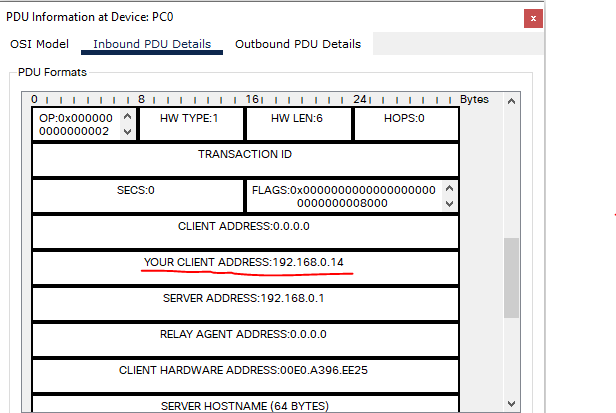 PDU Information at Device: PC0
x
OSI Model Inbound PDU Details Outbound PDU Details
PDU Formats
0 8 16 24 Bytes
OP:0x000000
0000000002
HW TYPE:1
HW LEN:6
HOPS:0
TRANSACTION ID
SECS:0
FLAGS:0x0000000000000000000
0000000008000
CLIENT ADDRESS:0.0.0.0
YOUR CLIENT ADDRESS:192.168.0.14
SERVER ADDRESS:192.168.0.1
RELAY AGENT ADDRESS:0.0.0.0
CLIENT HARDWARE ADDRESS:00E0.A396.EE25
SERVER HOSTNAME (64 BYTES)